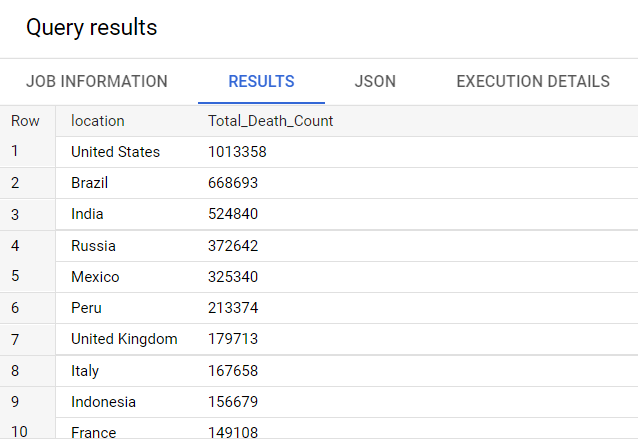 Query results
JOB INFORMATION RESULTS JSON EXECUTION DETAILS
Row location Total_Death_Count
1 United States 1013358
2 Brazil 668693
3 India 524840
4 Russia 372642
5 Mexico 325340
6 Peru 213374
7 United Kingdom 179713
8 Italy 167658
9 Indonesia 156679
10 France 149108